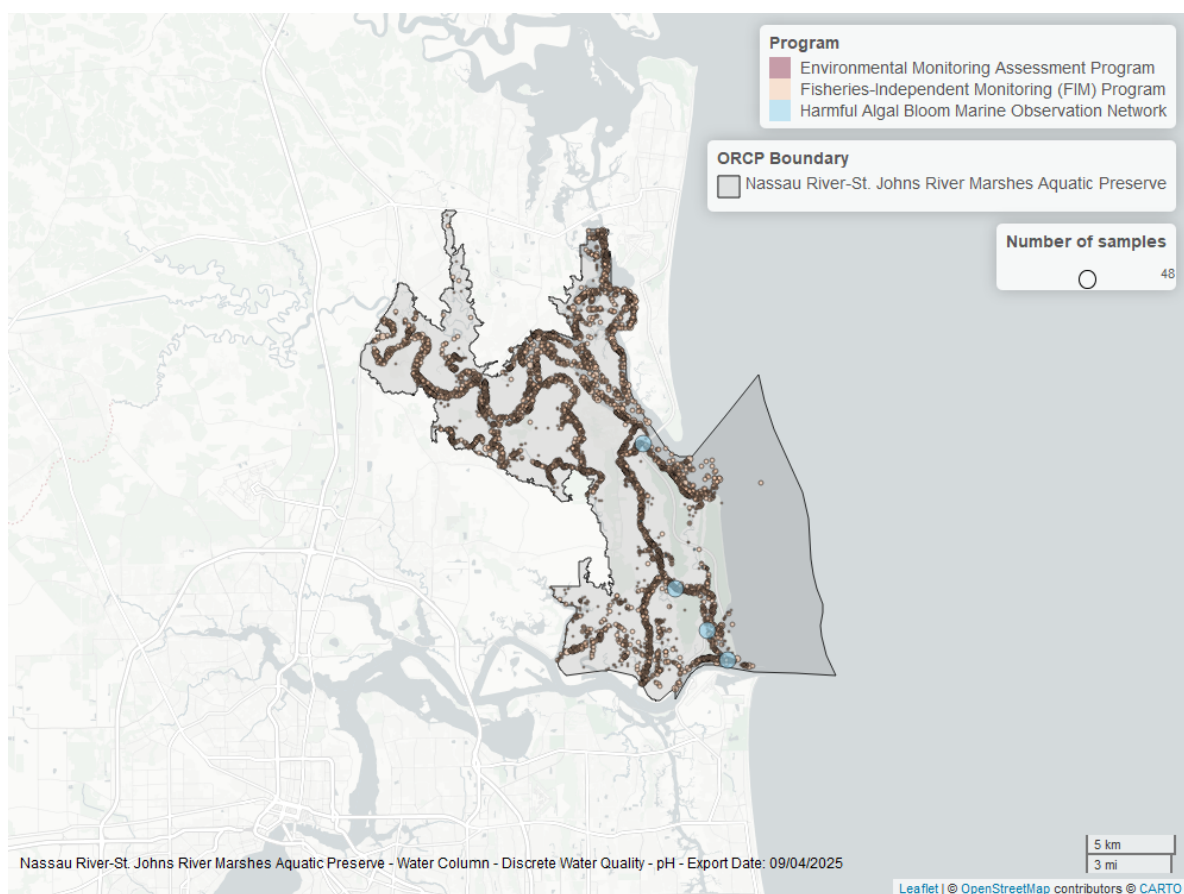 Program
Environmental Monitoring Assessment Program
Fisheries-Independent Monitoring (FIM) Program
Harmful Algal Bloom Marine Observation Network
ORCP Boundary
Nassau River-St. Johns River Marshes Aquatic Preserve
Number of samples
48
5 km
3 mi
Nassau River-St. Johns River Marshes Aquatic Preserve - Water Column - Discrete Water Quality - pH - Export Date: 09/04/2025
Leaflet | © OpenStreetMap contributors © CARTO